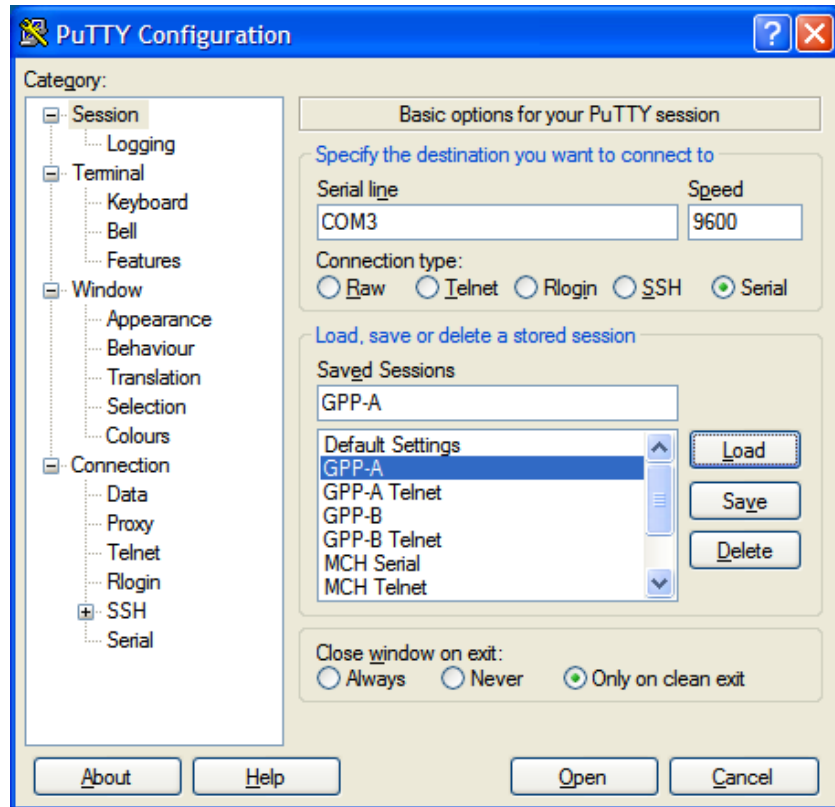 PuTTY Configuration
Category:
Session
Logging
Terminal
Keyboard
Bell
Features
Window
Appearance
Behaviour
Translation
Selection
Colours
Connection
Data
Proxy
Telnet
Rlogin
SSH
Serial
Basic options for your PuTTY session
Specify the destination you want to connect to
Serial line Speed
COM3 9600
Connection type:
Raw Telnet Rlogin SSH Serial
Load, save or delete a stored session
Saved Sessions
GPP-A
Default Settings
GPP-A
GPP-A Telnet
GPP-B
GPP-B Telnet
MCH Serial
MCH Telnet
Load
Save
Delete
Close window on exit:
Always Never Only on clean exit
About Help Open Cancel